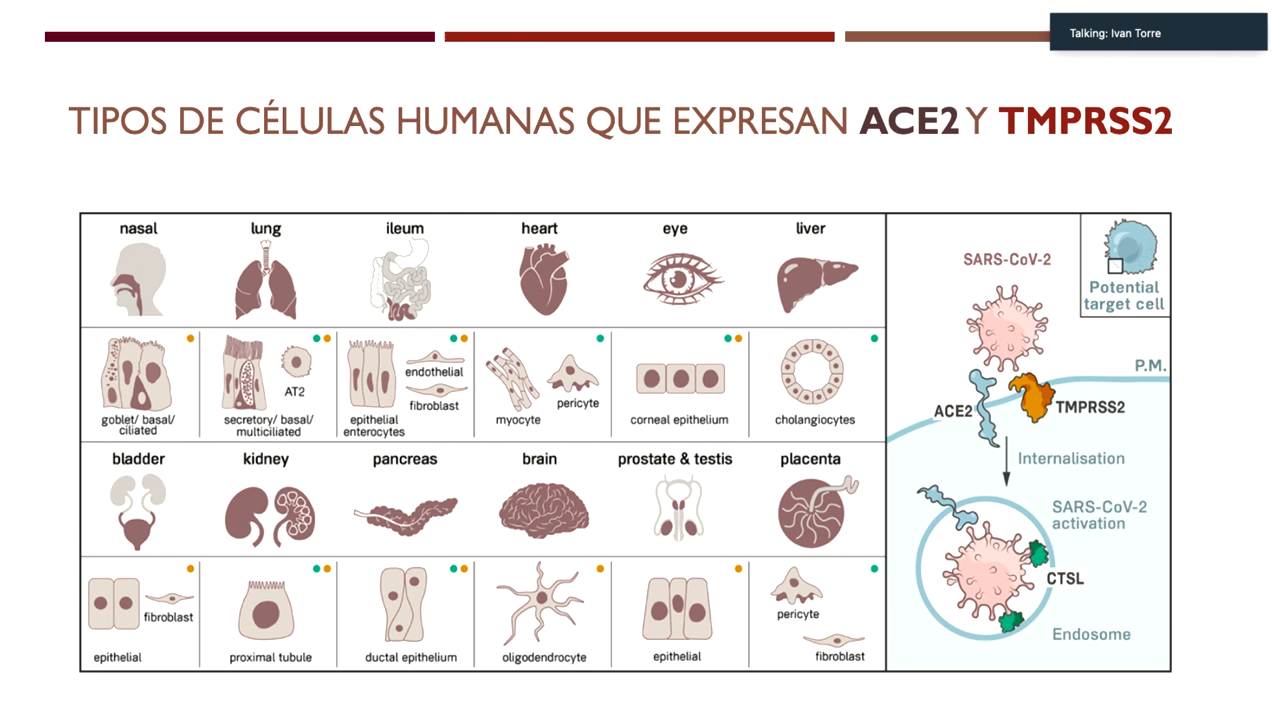 Talking: Ivan Torre
TIPOS DE CÉLULAS HUMANAS QUE EXPRESAN ACE2 Y TMPRSS2
nasal
lung
ileum
heart
eye
liver
goblet/ basal/
ciliated
AT2
secretory/ basal/
multiciliated
endothelial
fibroblast
epithelial
enterocytes
pericyte
myocyte
corneal epithelium
cholangiocytes
bladder
kidney
pancreas
brain
prostate & testis
placenta
fibroblast
epithelial
proximal tubule
ductal epithelium
oligodendrocyte
epithelial
pericyte
fibroblast
SARS-CoV-2
Potential
target cell
P.M.
ACE2
TMPRSS2
Internalisation
SARS-CoV-2
activation
CTSL
Endosome